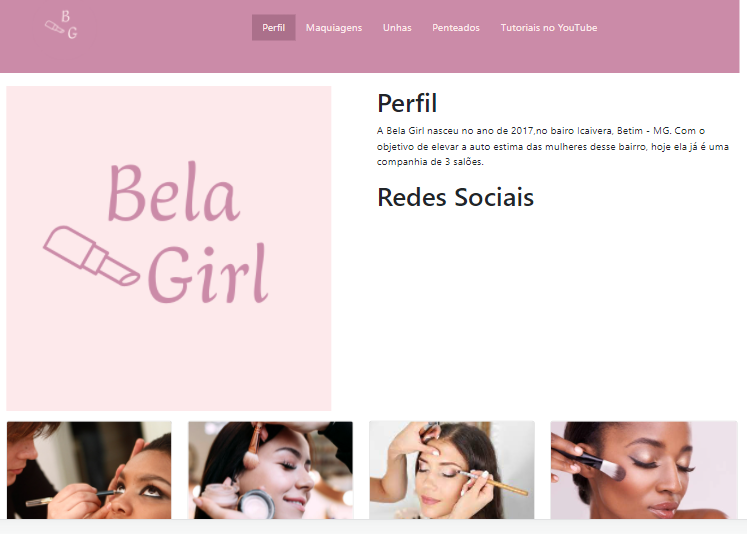 B
G
Perfil
Maquiagens
Unhas
Penteados
Tutoriais no YouTube
Bela
Girl
Perfil
A Bela Girl nasceu no ano de 2017,no bairo Icaivera, Betim - MG. Com o
objetivo de elevar a auto estima das mulheres desse bairro, hoje ela já é uma
companhia de 3 salões.
Redes Sociais